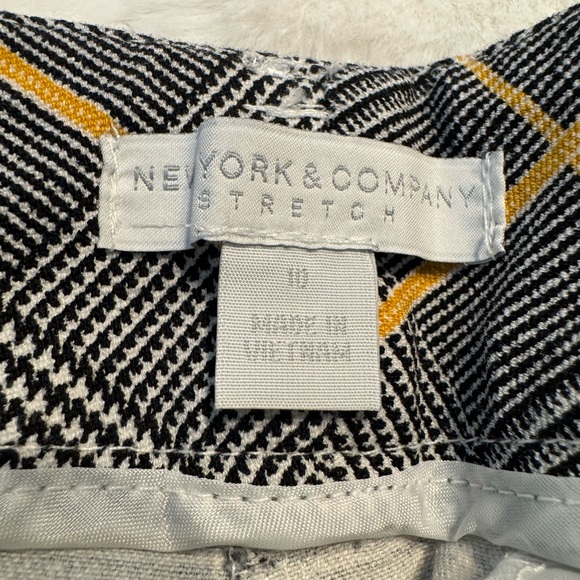 NEW YORK & COMPANY
STRETCH
10
MADE IN
VIETNAM